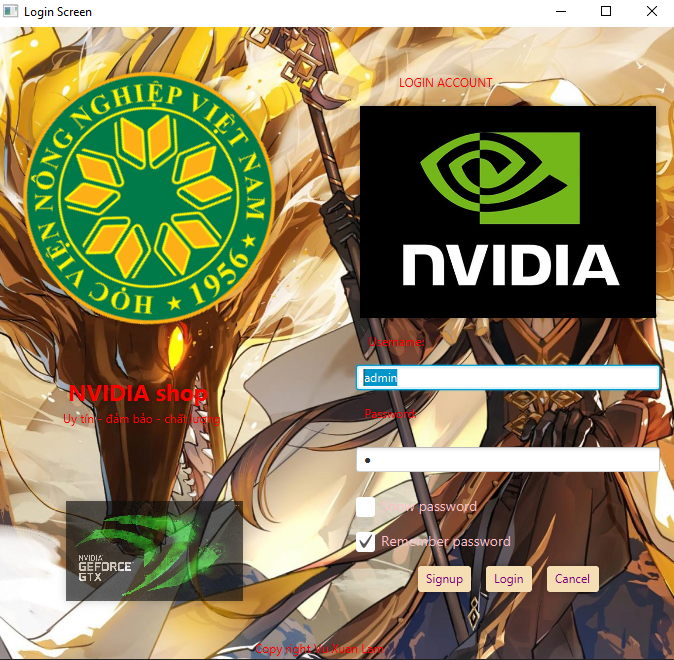 Login Screen
LOGIN ACCOUNT
HỌC VIỆN NÔNG NGHIỆP VIỆT NAM
★ 1956 ★
NVIDIA
Username:
admin
NVIDIA shop
Uy tín - đảm bảo - chất lượng
Password:
Show password
NVIDIA
GEFORCE
GTX
Remember password
Signup
Login
Cancel
Copy right Vu Xuan Lam